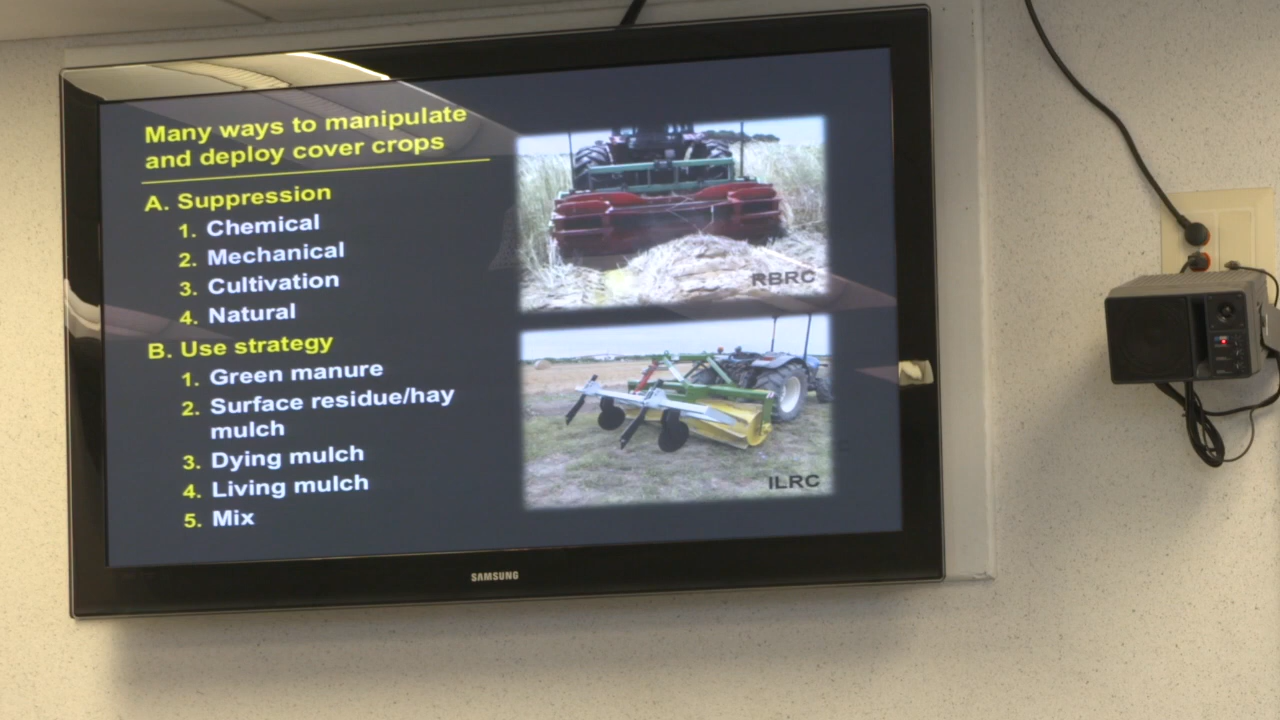 Many ways to manipulate
and deploy cover crops
A. Suppression
1. Chemical
2. Mechanical
3. Cultivation
4. Natural
B. Use strategy
1. Green manure
2. Surface residue/hay
mulch
3. Dying mulch
4. Living mulch
5. Mix
RBRC
ILRC
SAMSUNG